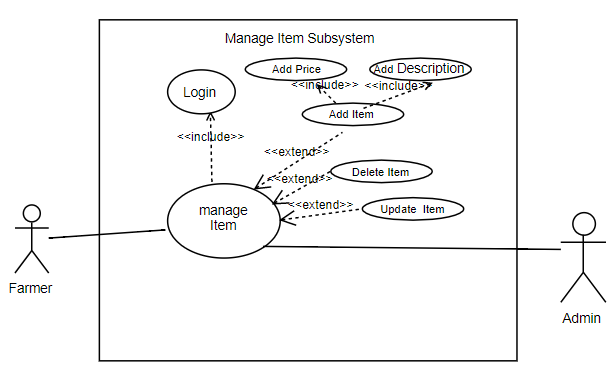 Manage Item Subsystem
Add Price
Add Description
<<include>>
<<include>>
Login
Add Item
<<include>>
<<extend>>
Delete Item
<<extend>>
<<extend>>
Update Item
manage
Item
Farmer
Admin